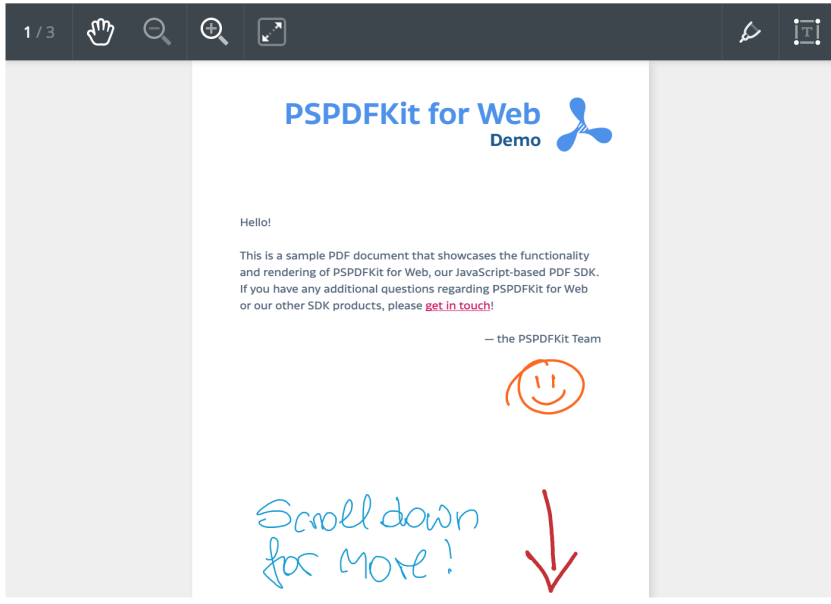 1 / 3
T
PSPDFKit for Web
Demo
Hello!
This is a sample PDF document that showcases the functionality
and rendering of PSPDFKit for Web, our JavaScript-based PDF SDK.
If you have any additional questions regarding PSPDFKit for Web
or our other SDK products, please get in touch!
— the PSPDFKit Team
Scroll down
for more!